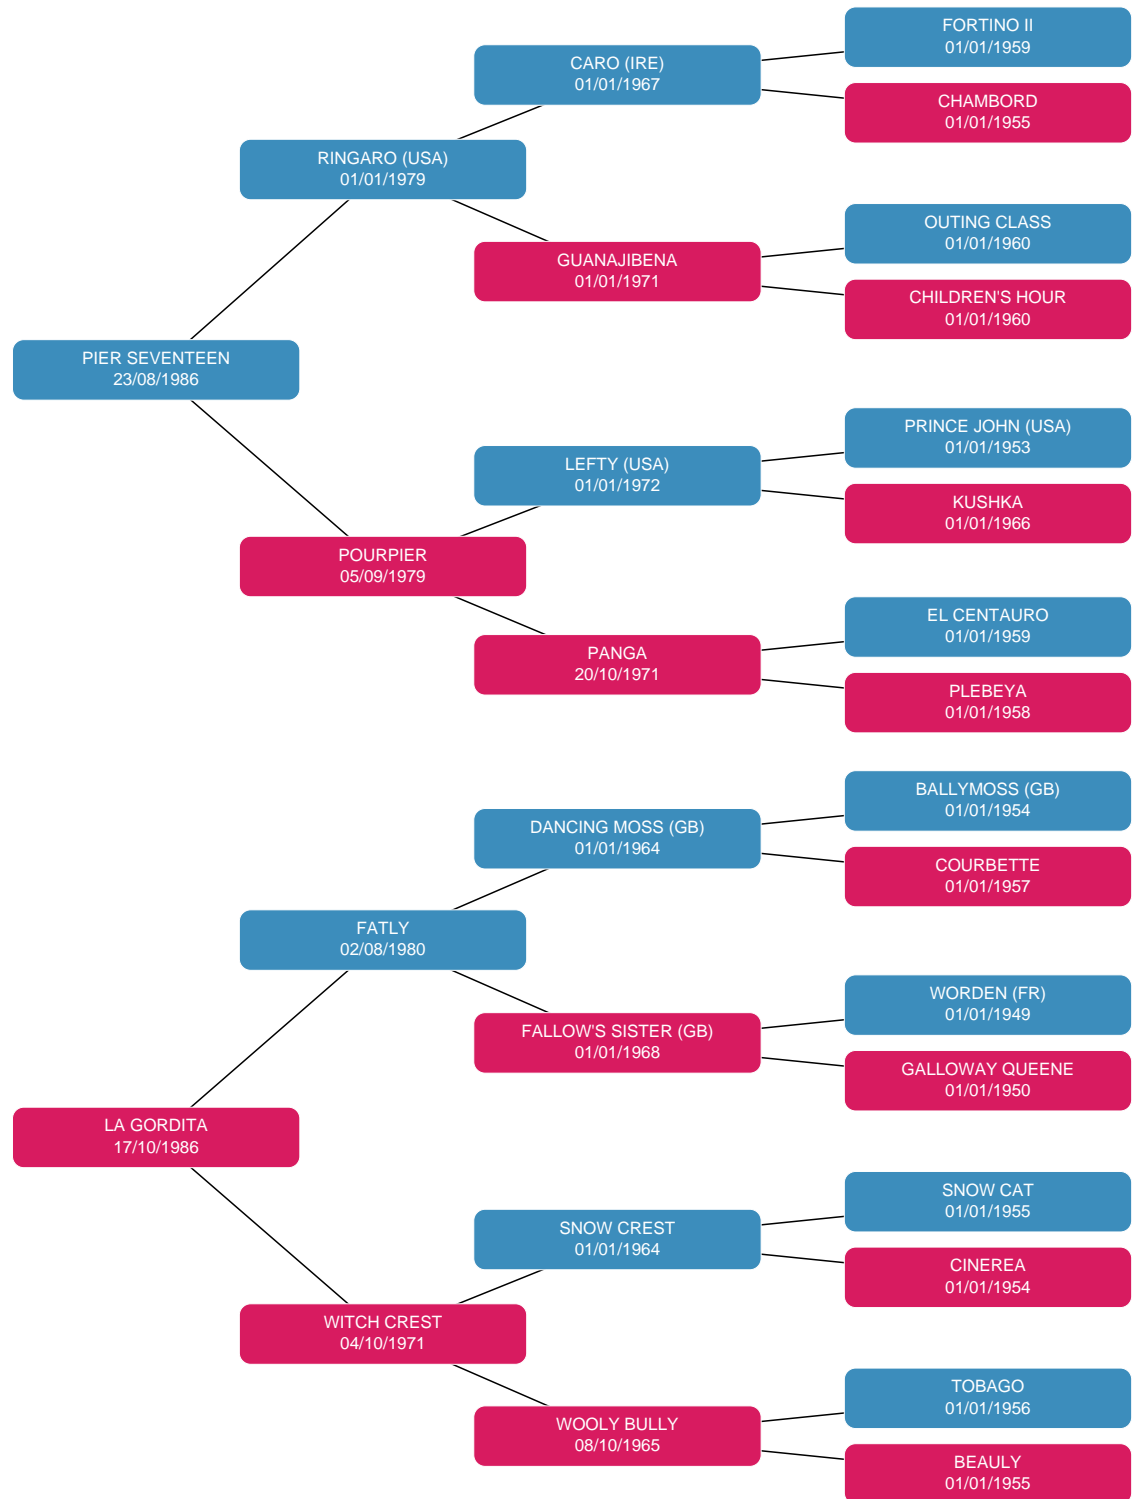 FORTINO II
01/01/1959
CARO (IRE)
01/01/1967
CHAMBORD
01/01/1955
RINGARO (USA)
01/01/1979
OUTING CLASS
01/01/1960
GUANAJIBENA
01/01/1971
CHILDREN'S HOUR
01/01/1960
PIER SEVENTEEN
23/08/1986
PRINCE JOHN (USA)
01/01/1953
LEFTY (USA)
01/01/1972
KUSHKA
01/01/1966
POURPIER
05/09/1979
EL CENTAURO
01/01/1959
PANGA
20/10/1971
PLEBEYA
01/01/1958
BALLYMOSS (GB)
01/01/1954
DANCING MOSS (GB)
01/01/1964
COURBETTE
01/01/1957
FATLY
02/08/1980
WORDEN (FR)
01/01/1949
FALLOW'S SISTER (GB)
01/01/1968
GALLOWAY QUEENE
01/01/1950
LA GORDITA
17/10/1986
SNOW CAT
01/01/1955
SNOW CREST
01/01/1964
CINEREA
01/01/1954
WITCH CREST
04/10/1971
TOBAGO
01/01/1956
WOOLY BULLY
08/10/1965
BEAULY
01/01/1955